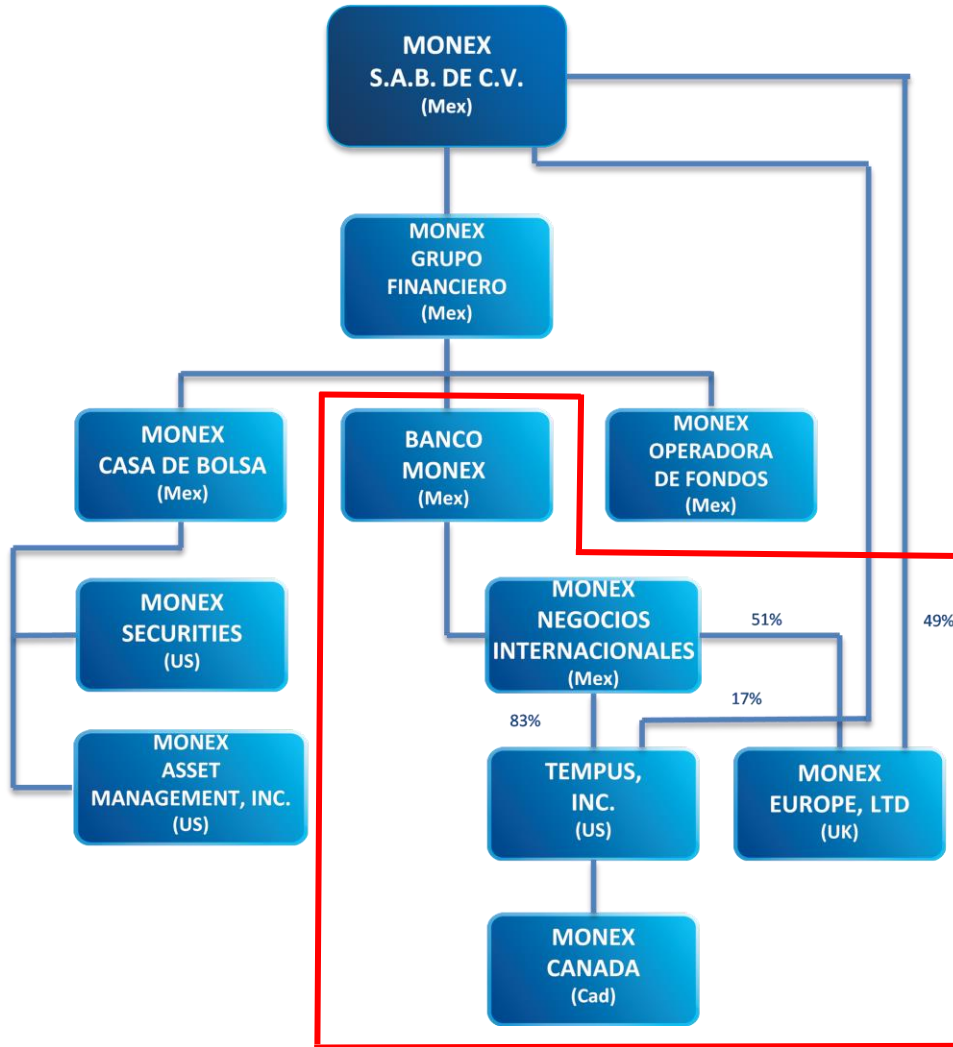 MONEX
S.A.B. DE C.V.
(Mex)
MONEX
GRUPO
FINANCIERO
(Mex)
MONEX
CASA DE BOLSA
(Mex)
BANCO
MONEX
(Mex)
MONEX
OPERADORA
DE FONDOS
(Mex)
MONEX
SECURITIES
(US)
MONEX
NEGOCIOS
INTERNACIONALES
(Mex)
51%
49%
83%
17%
MONEX
ASSET
MANAGEMENT, INC.
(US)
TEMPUS,
INC.
(US)
MONEX
EUROPE, LTD
(UK)
MONEX
CANADA
(Cad)